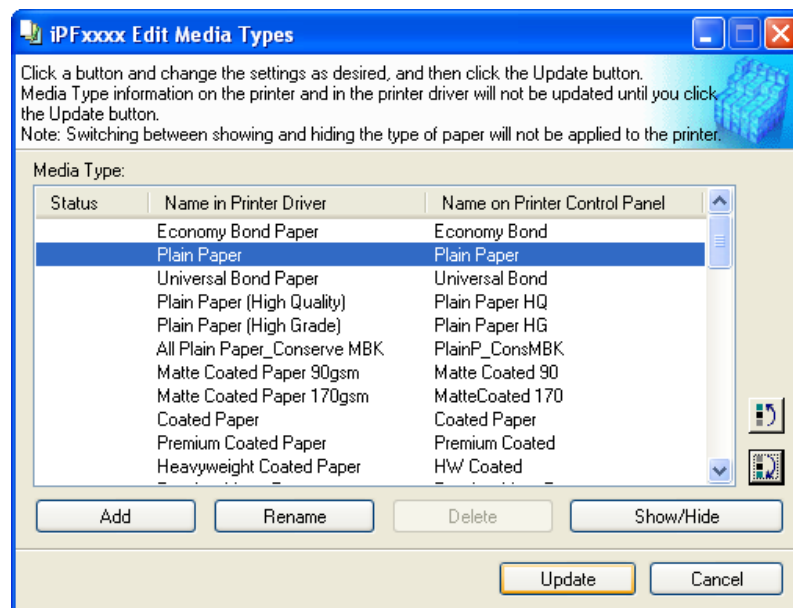 iPFxxxx Edit Media Types
Click a button and change the settings as desired, and then click the Update button.
Media Type information on the printer and in the printer driver will not be updated until you click
the Update button.
Note: Switching between showing and hiding the type of paper will not be applied to the printer.
Media Type:
Status Name in Printer Driver Name on Printer Control Panel
Economy Bond Paper Economy Bond
Plain Paper Plain Paper
Universal Bond Paper Universal Bond
Plain Paper (High Quality) Plain Paper HQ
Plain Paper (High Grade) Plain Paper HG
All Plain Paper_Conserve MBK PlainP_ConsMBK
Matte Coated Paper 90gsm Matte Coated 90
Matte Coated Paper 170gsm MatteCoated 170
Coated Paper Coated Paper
Premium Coated Paper Premium Coated
Heavyweight Coated Paper HW Coated
Add Rename Delete Show/Hide
Update Cancel